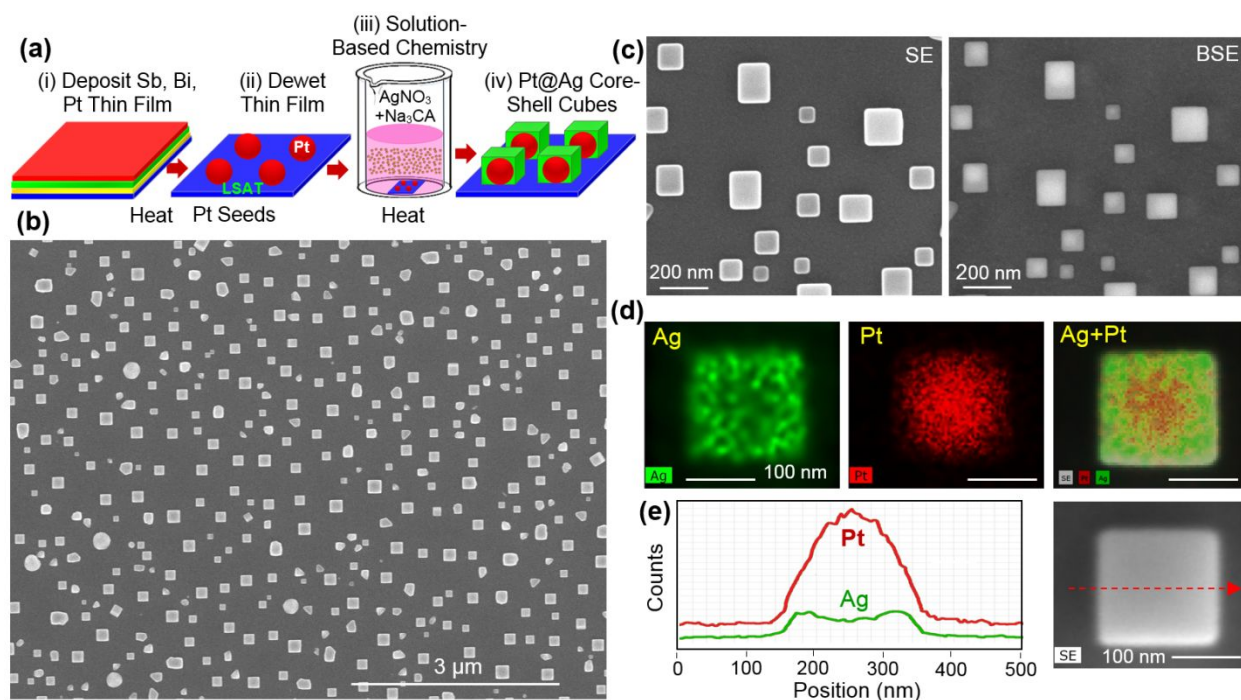 (a)
(i) Deposit Sb, Bi,
Pt Thin Film
(ii) Dewet
Thin Film
(iii) Solution-
Based Chemistry
(iv) Pt@Ag Core-
Shell Cubes
AgNO3
+Na3CA
Pt
LSAT
Heat
Pt Seeds
Heat
(b)
3 µm
(c)
SE
200 nm
BSE
200 nm
(d)
Ag
Ag
100 nm
Pt
Pt
Ag+Pt
SE
Pt
Ag
(e)
Counts
Pt
Ag
0 100 200 300 400 500
Position (nm)
SE
100 nm